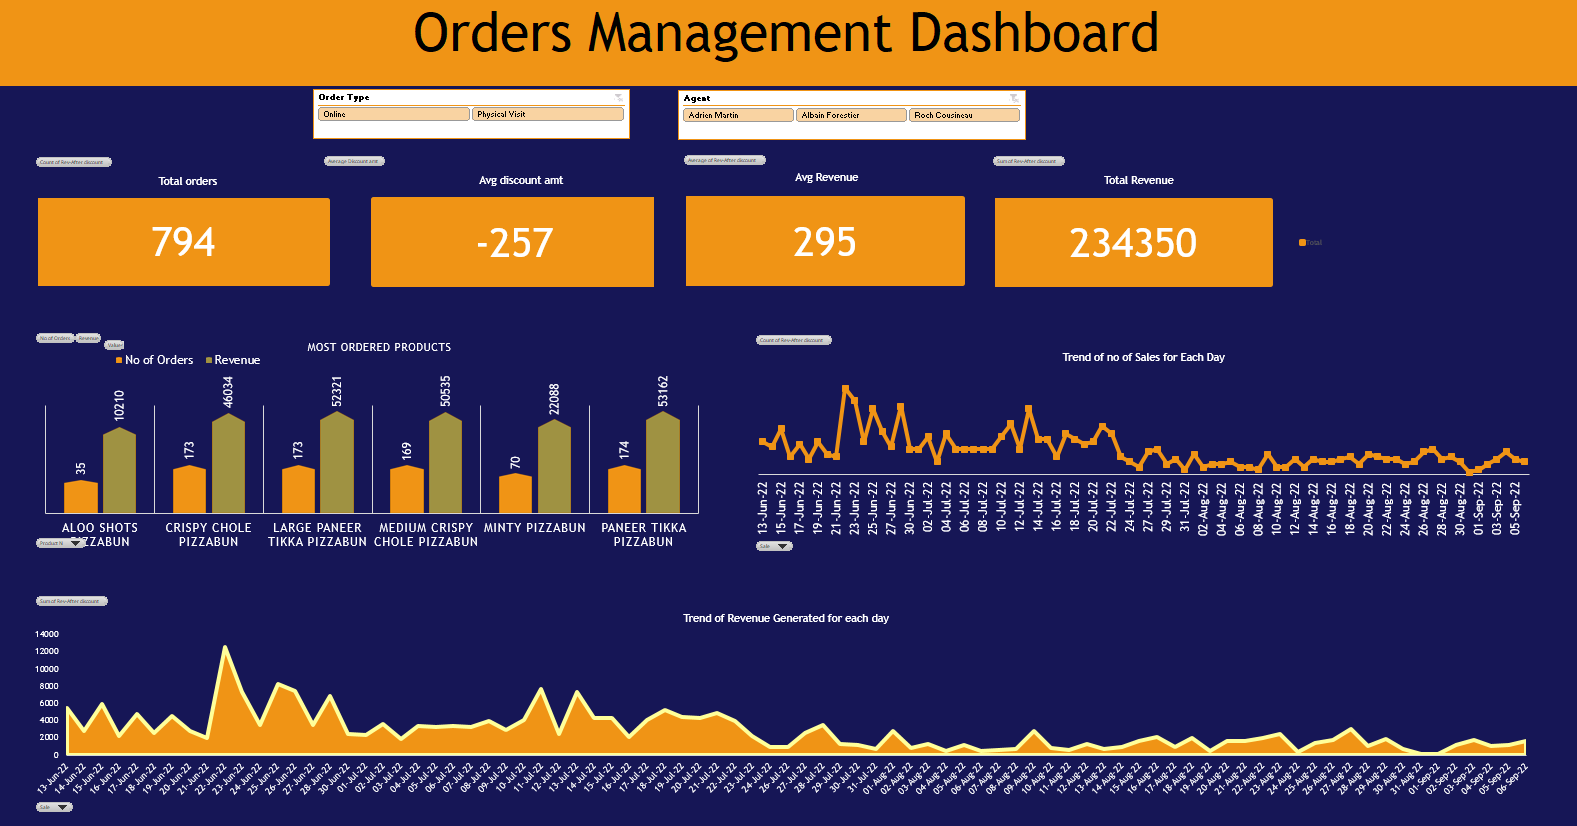 Orders Management Dashboard
Order Type
Online
Physical Visit
Agent
Adrien Martin
Albain Forestier
Roch Cousineau
Count of Rev-After discount
Average Discount amt
Average of Rev-After discount
Sum of Rev-After discount
Total orders
Avg discount amt
Avg Revenue
Total Revenue
794
-257
295
234350
Total
No of Orders
Revenue
Values
MOST ORDERED PRODUCTS
No of Orders
Revenue
35
10210
173
46034
173
52321
169
50535
70
22088
174
53162
ALOO SHOTS
PIZZABUN
CRISPY CHOLE
PIZZABUN
LARGE PANEER
TIKKA PIZZABUN
MEDIUM CRISPY
CHOLE PIZZABUN
MINTY PIZZABUN
PANEER TIKKA
PIZZABUN
Product N
Count of Rev-After discount
Trend of no of Sales for Each Day
13-Jun-22
15-Jun-22
17-Jun-22
19-Jun-22
21-Jun-22
23-Jun-22
25-Jun-22
27-Jun-22
30-Jun-22
02-Jul-22
04-Jul-22
06-Jul-22
08-Jul-22
10-Jul-22
12-Jul-22
14-Jul-22
16-Jul-22
18-Jul-22
20-Jul-22
22-Jul-22
24-Jul-22
27-Jul-22
29-Jul-22
31-Jul-22
02-Aug-22
04-Aug-22
06-Aug-22
08-Aug-22
10-Aug-22
12-Aug-22
14-Aug-22
16-Aug-22
18-Aug-22
20-Aug-22
22-Aug-22
24-Aug-22
26-Aug-22
28-Aug-22
30-Aug-22
01-Sep-22
03-Sep-22
05-Sep-22
Sale
Sum of Rev-After discount
Trend of Revenue Generated for each day
14000
12000
10000
8000
6000
4000
2000
0
13-Jun-22
14-Jun-22
15-Jun-22
16-Jun-22
17-Jun-22
18-Jun-22
19-Jun-22
20-Jun-22
21-Jun-22
22-Jun-22
23-Jun-22
24-Jun-22
25-Jun-22
26-Jun-22
27-Jun-22
28-Jun-22
30-Jun-22
01-Jul-22
02-Jul-22
03-Jul-22
04-Jul-22
05-Jul-22
06-Jul-22
07-Jul-22
08-Jul-22
09-Jul-22
10-Jul-22
11-Jul-22
12-Jul-22
13-Jul-22
14-Jul-22
15-Jul-22
16-Jul-22
17-Jul-22
18-Jul-22
19-Jul-22
20-Jul-22
21-Jul-22
22-Jul-22
23-Jul-22
24-Jul-22
26-Jul-22
27-Jul-22
28-Jul-22
29-Jul-22
30-Jul-22
31-Jul-22
01-Aug-22
02-Aug-22
03-Aug-22
04-Aug-22
05-Aug-22
06-Aug-22
07-Aug-22
08-Aug-22
09-Aug-22
10-Aug-22
11-Aug-22
12-Aug-22
13-Aug-22
14-Aug-22
15-Aug-22
16-Aug-22
17-Aug-22
18-Aug-22
19-Aug-22
20-Aug-22
21-Aug-22
22-Aug-22
23-Aug-22
24-Aug-22
25-Aug-22
26-Aug-22
27-Aug-22
28-Aug-22
29-Aug-22
30-Aug-22
31-Aug-22
01-Sep-22
02-Sep-22
03-Sep-22
04-Sep-22
05-Sep-22
06-Sep-22
Sale